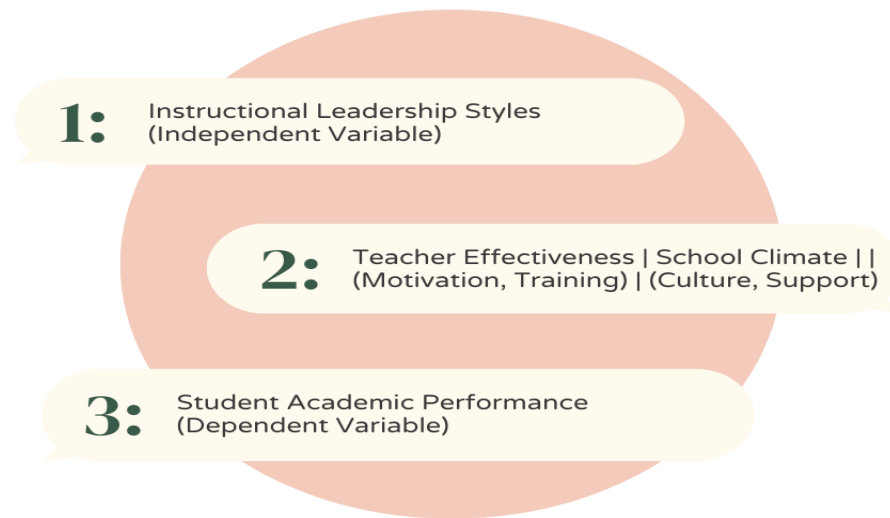 1: Instructional Leadership Styles
(Independent Variable)
2: Teacher Effectiveness | School Climate | |
(Motivation, Training) | (Culture, Support)
3: Student Academic Performance
(Dependent Variable)